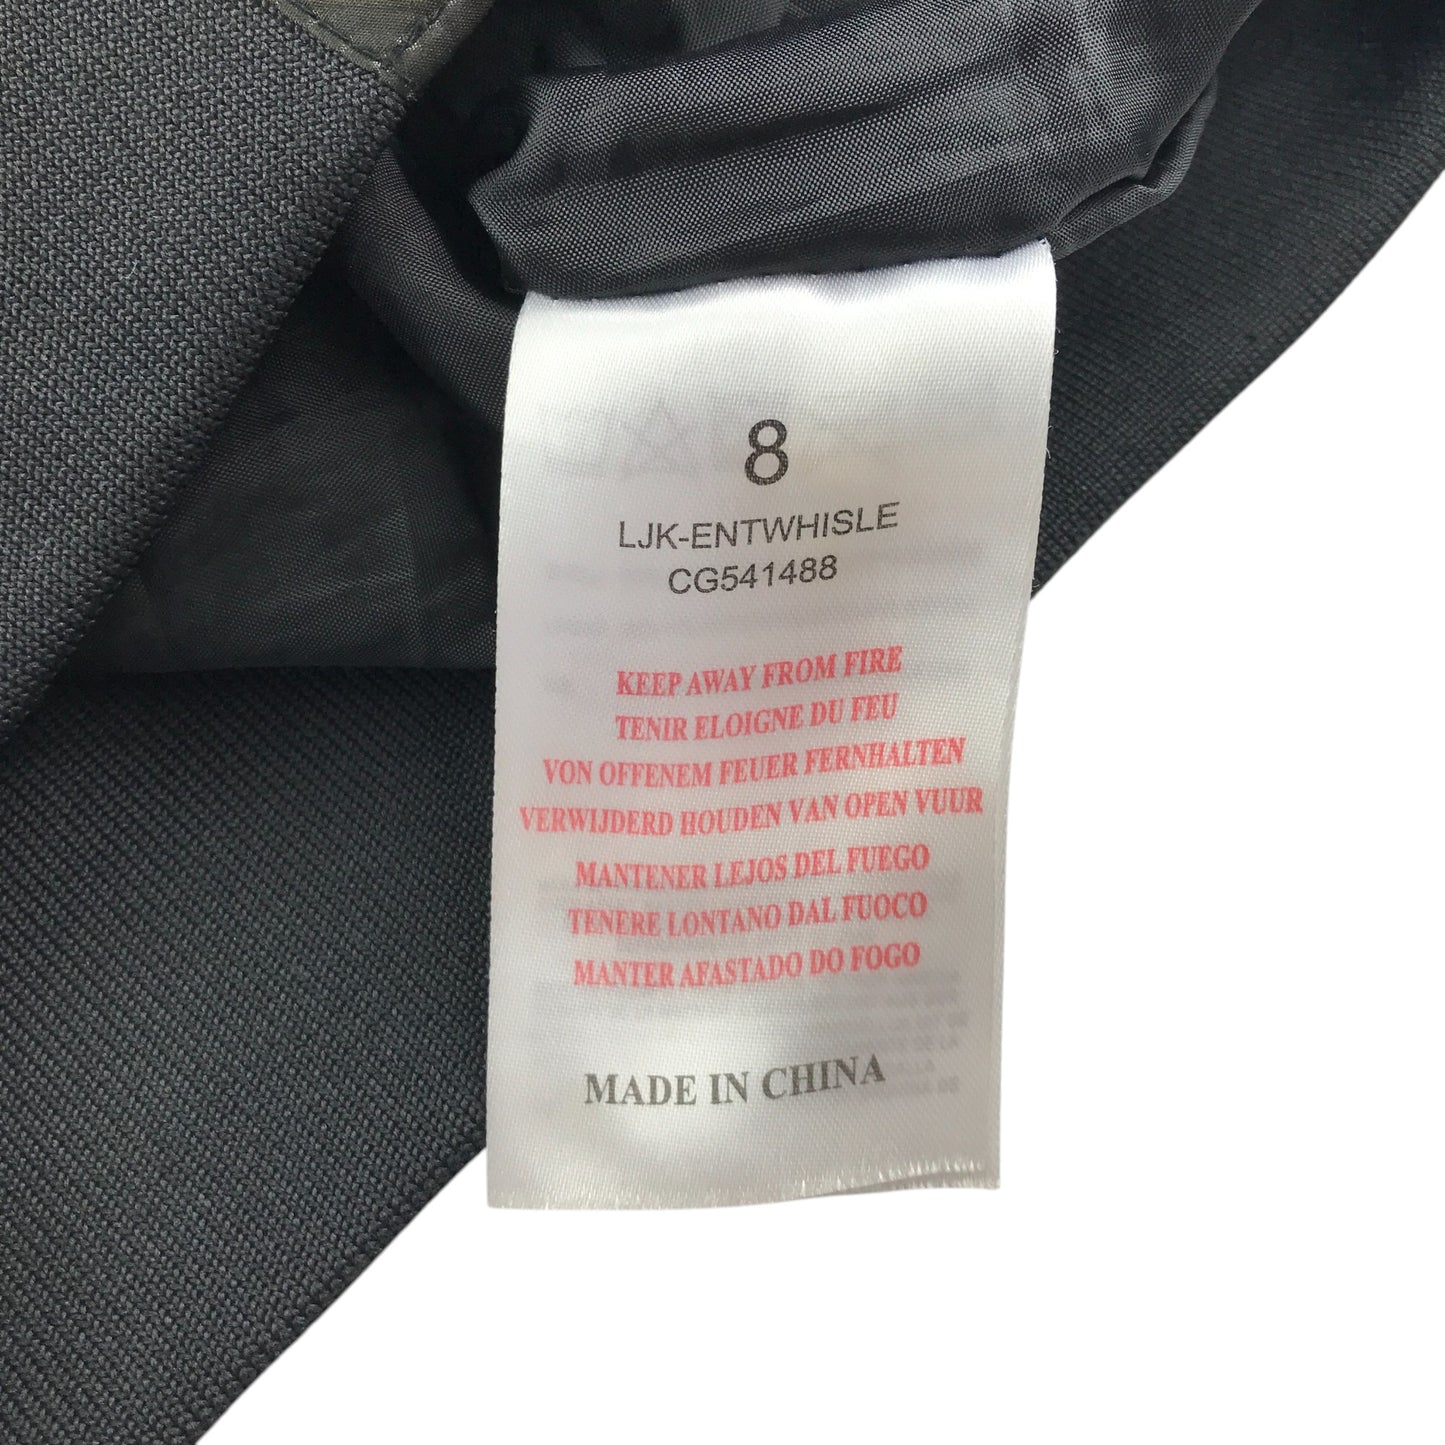 8
LJK-ENTWHISLE
CG541488
KEEP AWAY FROM FIRE
TENIR ELOIGNE DU FEU
VON OFFENEM FEUER FERNHALTEN
VERWIJDERD HOUDEN VAN OPEN VUUR
MANTENER LEJOS DEL FUEGO
TENERE LONTANO DAL FUOCO
MANTER AFASTADO DO FOGO
MADE IN CHINA